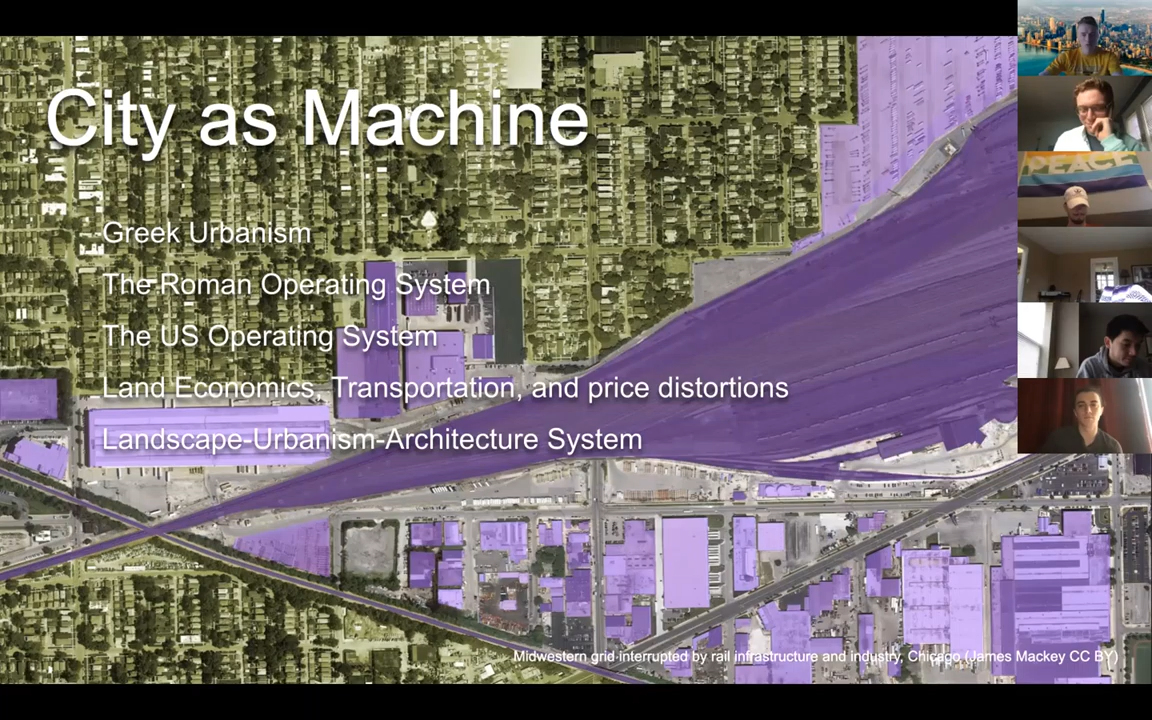 City as Machine
Greek Urbanism
The Roman Operating System
The US Operating System
Land Economics, Transportation, and price distortions
Landscape-Urbanism-Architecture System
Midwestern grid interrupted by rail infrastructure and industry, Chicago (James Mackey CC BY)
PEACE